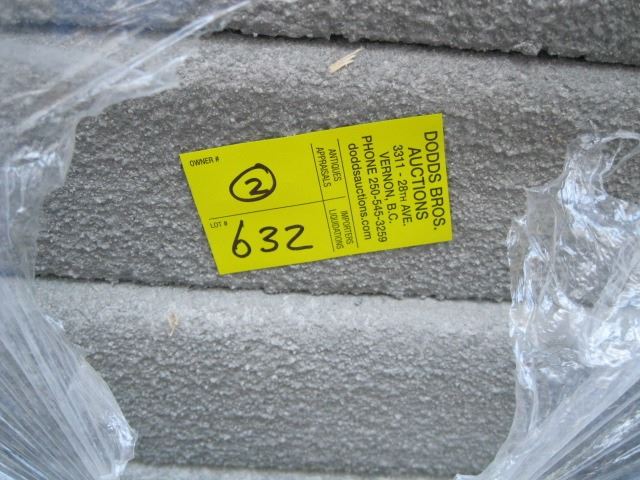 OWNER #
2
LOT #
632
ANTIQUES
APPRAISALS
IMPORTERS
LIQUIDATIONS
DODDS BROS.
AUCTIONS
3311 - 28TH AVE.
VERNON, B.C.
PHONE 250-545-3259
doddsauctions.com